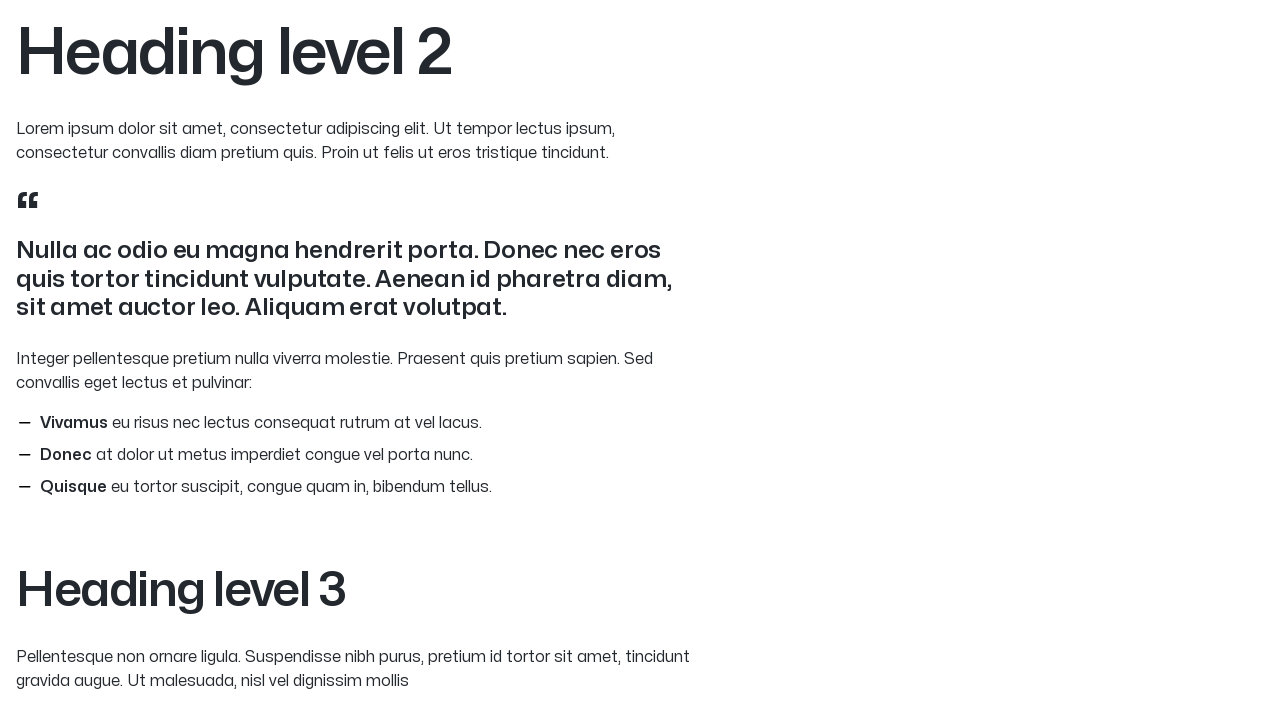 Heading level 2
Lorem ipsum dolor sit amet, consectetur adipiscing elit. Ut tempor lectus ipsum,
consectetur convallis diam pretium quis. Proin ut felis ut eros tristique tincidunt.
“
Nulla ac odio eu magna hendrerit porta. Donec nec eros
quis tortor tincidunt vulputate. Aenean id pharetra diam,
sit amet auctor leo. Aliquam erat volutpat.
Integer pellentesque pretium nulla viverra molestie. Praesent quis pretium sapien. Sed
convallis eget lectus et pulvinar:
– Vivamus eu risus nec lectus consequat rutrum at vel lacus.
– Donec at dolor ut metus imperdiet congue vel porta nunc.
– Quisque eu tortor suscipit, congue quam in, bibendum tellus.
Heading level 3
Pellentesque non ornare ligula. Suspendisse nibh purus, pretium id tortor sit amet, tincidunt
gravida augue. Ut malesuada, nisl vel dignissim mollis